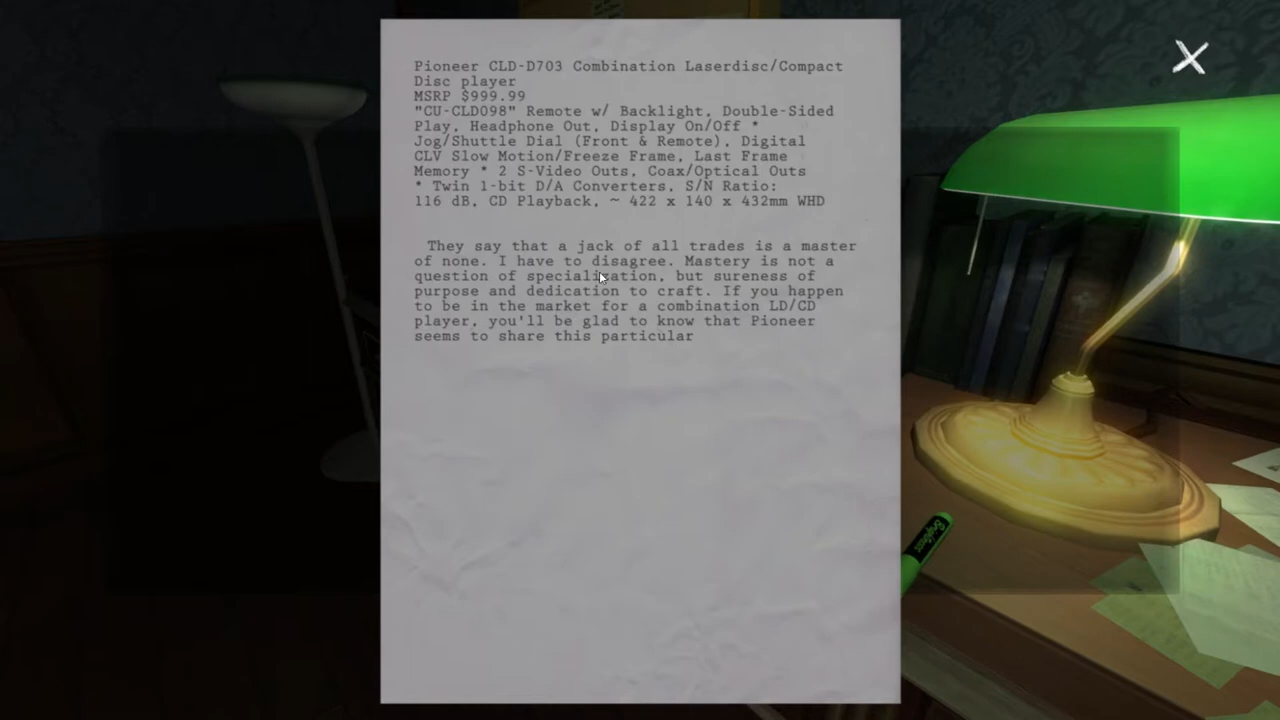 Pioneer CLD-D703 Combination Laserdisc/Compact
Disc player
MSRP $999.99
"CU-CLD098" Remote w/ Backlight, Double-Sided
Play, Headphone Out, Display On/Off *
Jog/Shuttle Dial (Front & Remote), Digital
CLV Slow Motion/Freeze Frame, Last Frame
Memory * 2 S-Video Outs, Coax/Optical Outs
* Twin 1-bit D/A Converters, S/N Ratio:
116 dB, CD Playback, ~ 422 x 140 x 432mm WHD
They say that a jack of all trades is a master
of none. I have to disagree. Mastery is not a
question of specialization, but sureness of
purpose and dedication to craft. If you happen
to be in the market for a combination LD/CD
player, you'll be glad to know that Pioneer
seems to share this particular